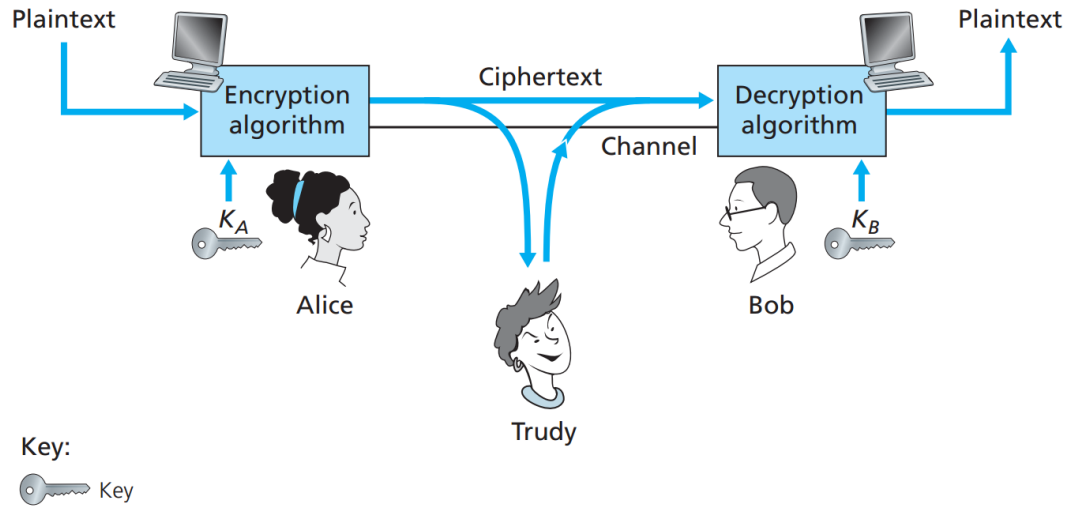 Plaintext
Plaintext
Ciphertext
Encryption
algorithm
Decryption
algorithm
Channel
K_A
K_B
Alice
Bob
Trudy
Key:
Key